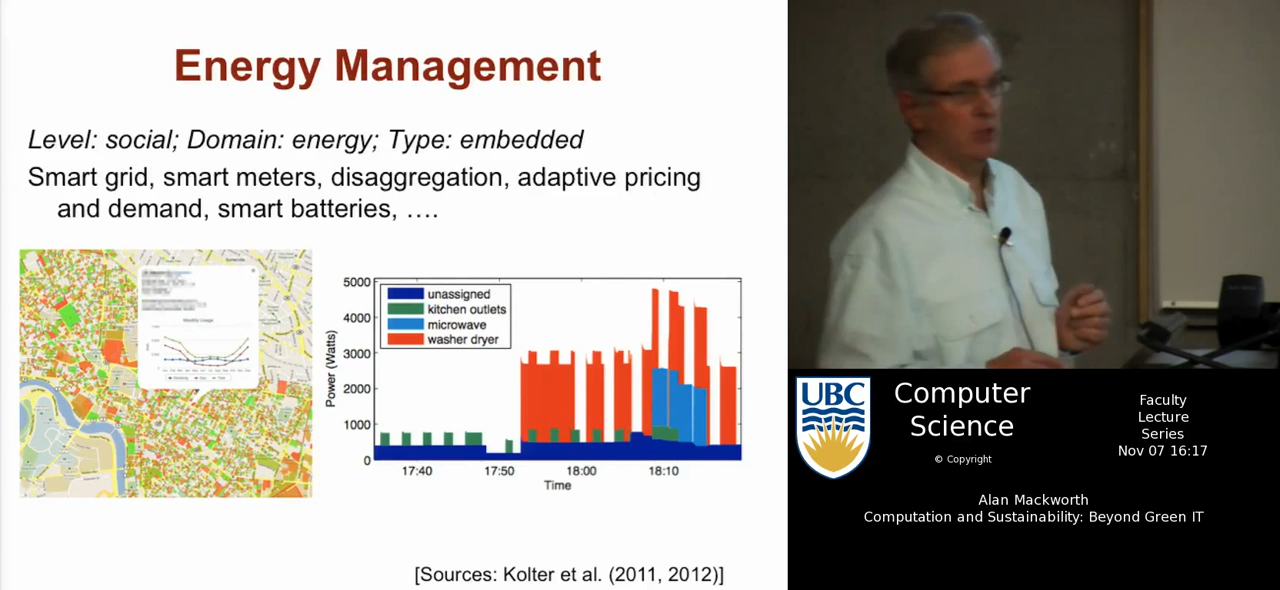 Energy Management
Level: social; Domain: energy; Type: embedded
Smart grid, smart meters, disaggregation, adaptive pricing
and demand, smart batteries, ….
5000
4000
3000
2000
1000
0
Power (Watts)
unassigned
kitchen outlets
microwave
washer dryer
17:40
17:50
18:00
18:10
Time
[Sources: Kolter et al. (2011, 2012)]
UBC
Computer
Science
© Copyright
Faculty
Lecture
Series
Nov 07 16:17
Alan Mackworth
Computation and Sustainability: Beyond Green IT